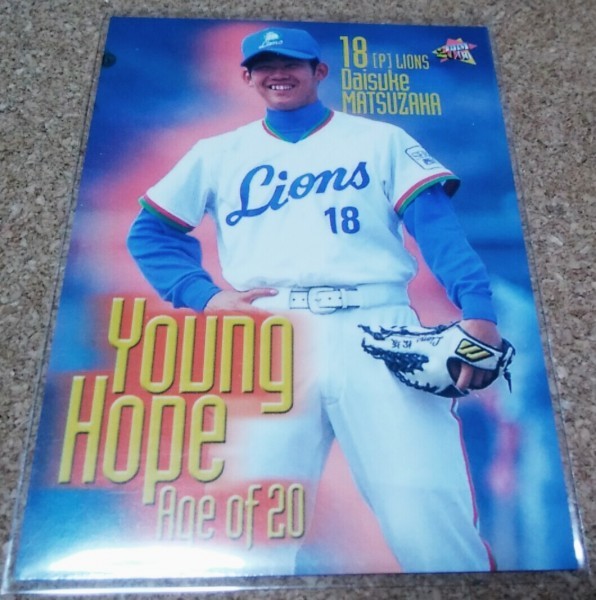 18 [P] LIONS
Daisuke
MATSUZAKA
Lions
18
Young
Hope
Age of 20